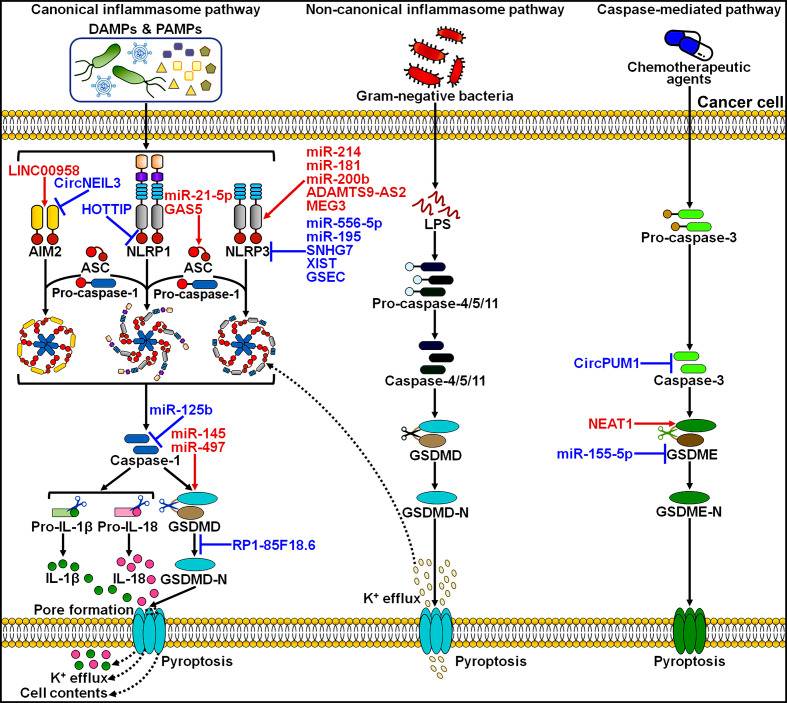 Canonical inflammasome pathway
Non-canonical inflammasome pathway
Caspase-mediated pathway
DAMPs & PAMPs
Gram-negative bacteria
Chemotherapeutic
agents
Cancer cell
LINC00958
CircNEIL3
HOTTIP
miR-21-5p
GAS5
miR-214
miR-181
miR-200b
ADAMTS9-AS2
MEG3
miR-556-5p
miR-195
SNHG7
XIST
GSEC
AIM2
NLRP1
NLRP3
ASC
ASC
Pro-caspase-1
Pro-caspase-1
LPS
Pro-caspase-4/5/11
Caspase-4/5/11
Pro-caspase-3
CircPUM1
Caspase-3
miR-125b
miR-145
miR-497
Caspase-1
GSDMD
NEAT1
miR-155-5p
GSDME
Pro-IL-1β
Pro-IL-18
GSDMD
GSDMD-N
GSDME-N
RP1-85F18.6
IL-1β
IL-18
GSDMD-N
K⁺ efflux
Pore formation
Pyroptosis
Pyroptosis
Pyroptosis
K⁺ efflux
Cell contents